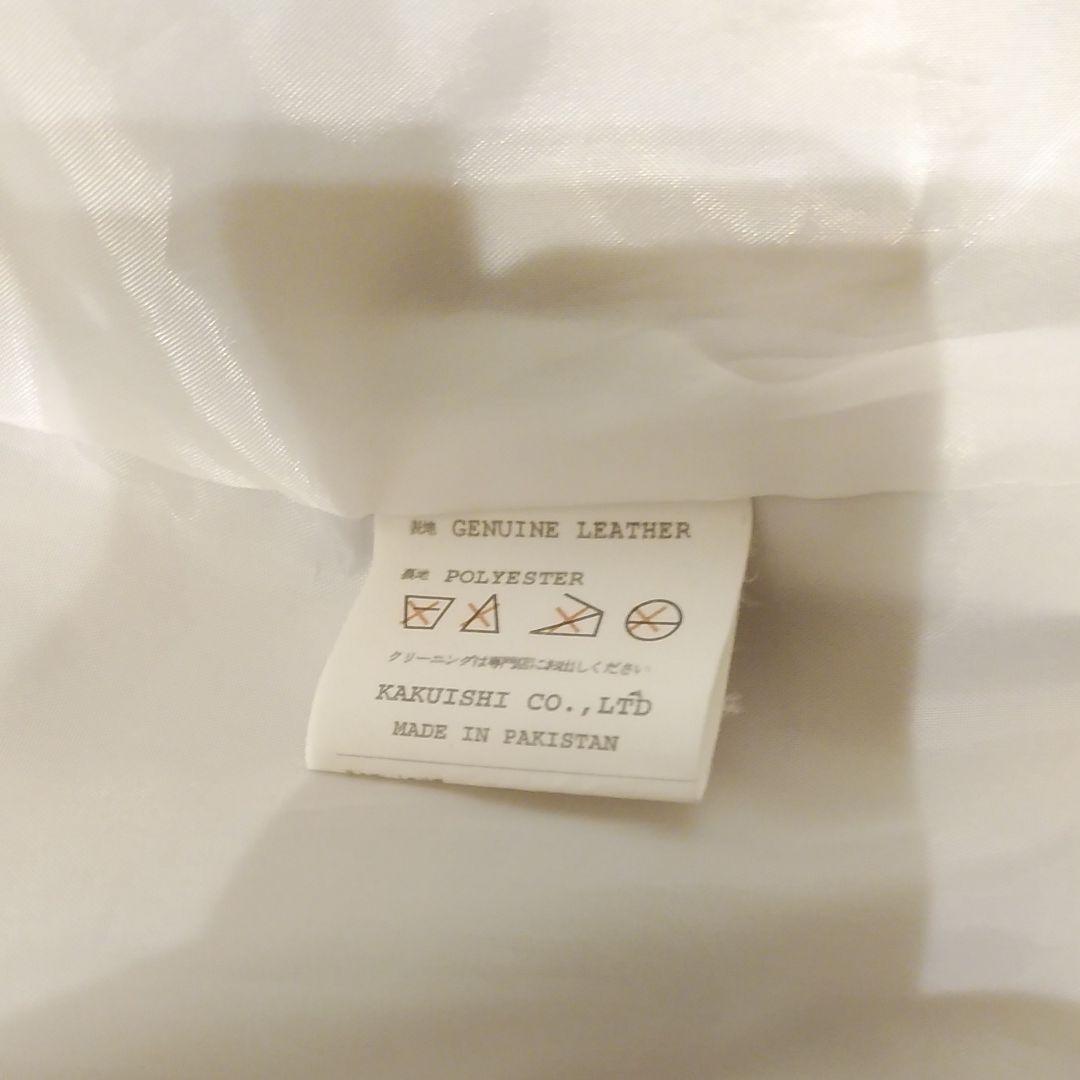 表地 GENUINE LEATHER
裏地 POLYESTER
クリーニングは専門店にお出しください
KAKUISHI CO.,LTD
MADE IN PAKISTAN